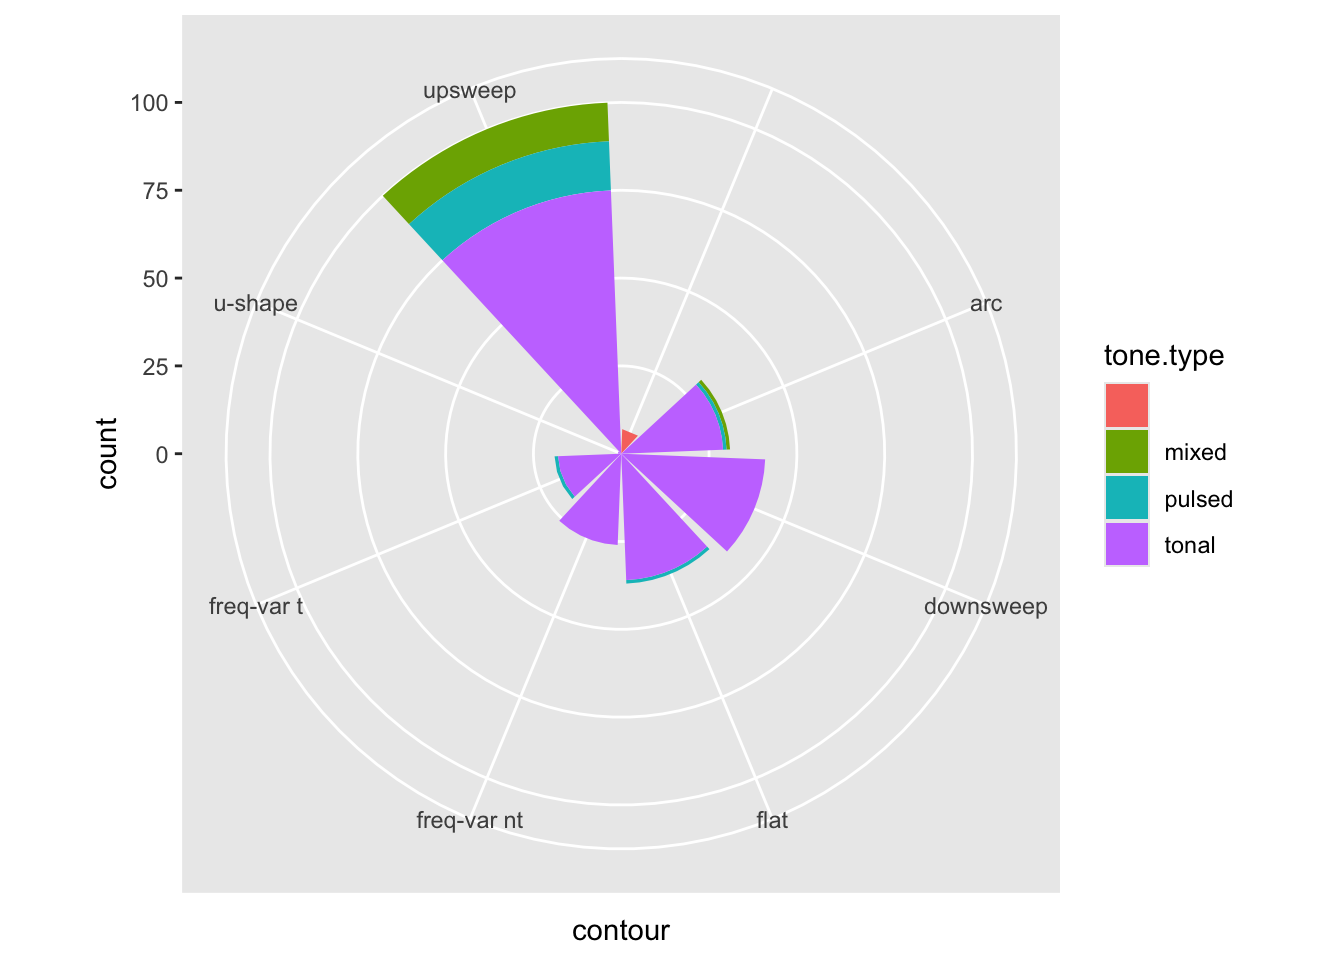 upsweep
100
75
50
25
0
u-shape
arc
count
freq-var t
downsweep
freq-var nt
flat
contour
tone.type
mixed
pulsed
tonal